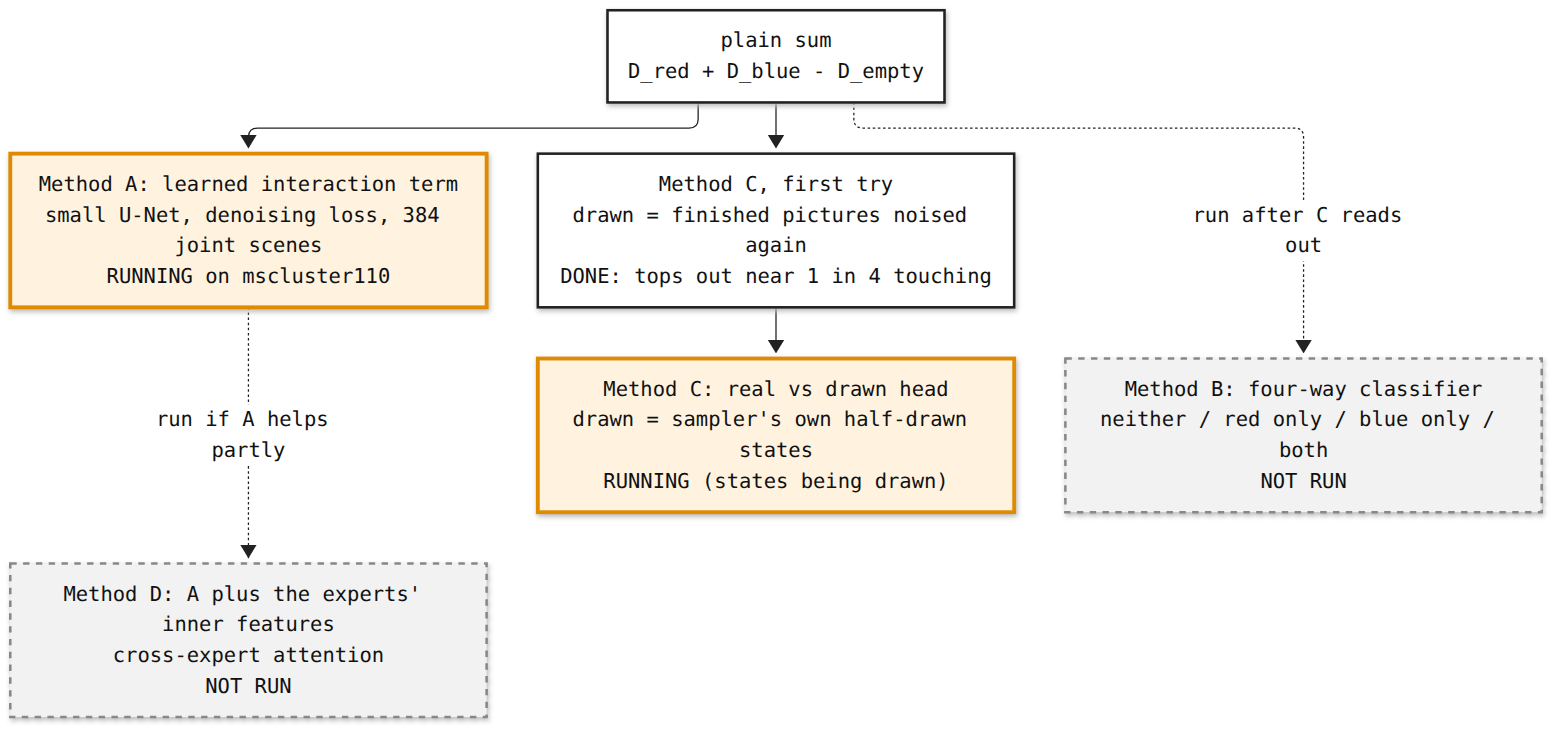 plain sum
D_red + D_blue - D_empty
Method A: learned interaction term
small U-Net, denoising loss, 384
joint scenes
RUNNING on mscluster110
Method C, first try
drawn = finished pictures noised
again
DONE: tops out near 1 in 4 touching
run after C reads
out
Method C: real vs drawn head
drawn = sampler's own half-drawn
states
RUNNING (states being drawn)
Method B: four-way classifier
neither / red only / blue only /
both
NOT RUN
run if A helps
partly
Method D: A plus the experts'
inner features
cross-expert attention
NOT RUN